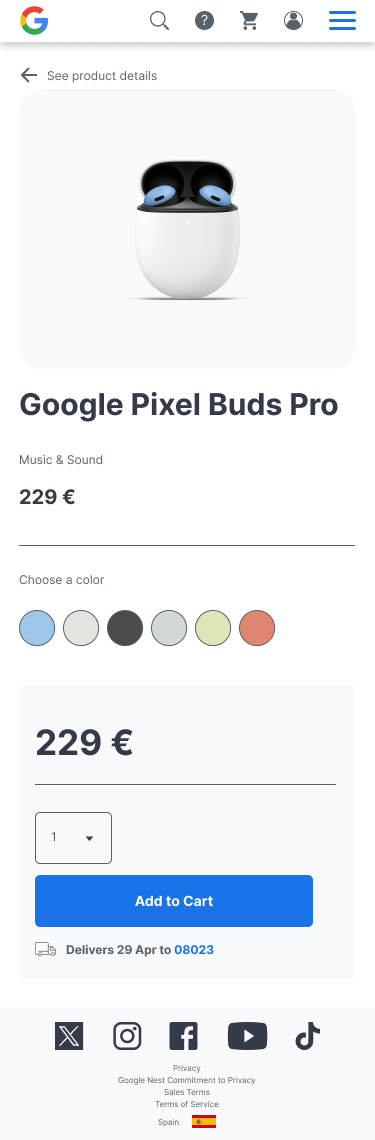 See product details
Google Pixel Buds Pro
Music & Sound
229 €
Choose a color
229 €
1
Add to Cart
Delivers 29 Apr to 08023
Privacy
Google Nest Commitment to Privacy
Sales Terms
Terms of Service
Spain